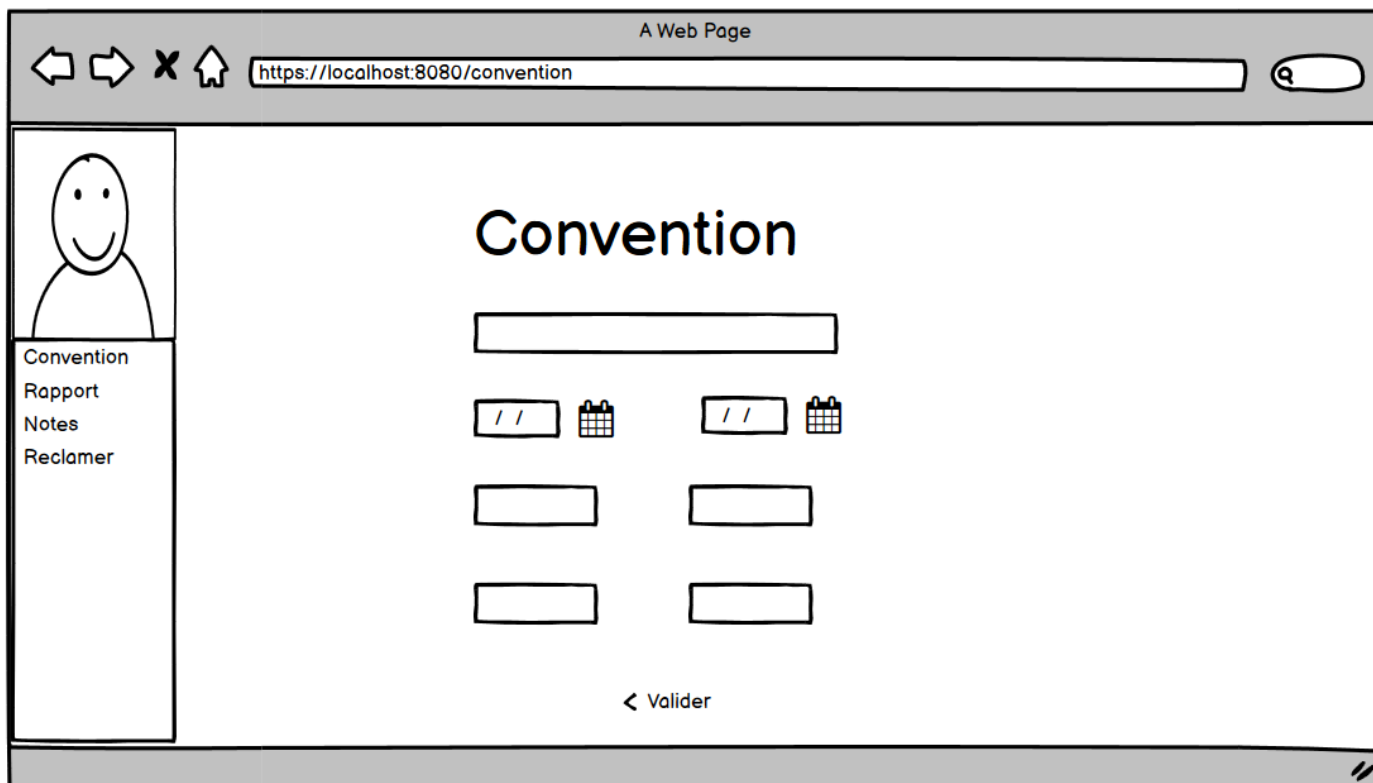 A Web Page
https://localhost:8080/convention
Convention
Rapport
Notes
Reclamer
Convention
/ /
/ /
Valider